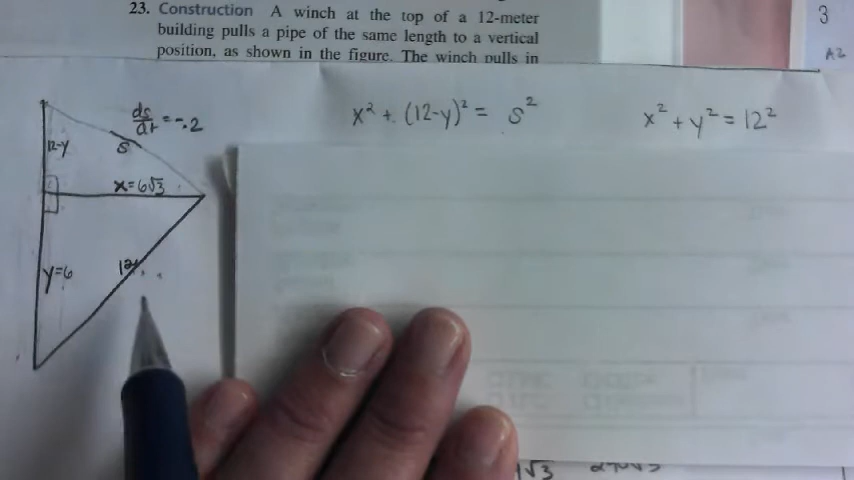 23. Construction A winch at the top of a 12-meter
building pulls a pipe of the same length to a vertical
position, as shown in the figure. The winch pulls in
3
A2
ds/dt = -.2
x² + (12-y)² = s²
x² + y² = 12²
12-y
s
x = 6√3
y = 6
12